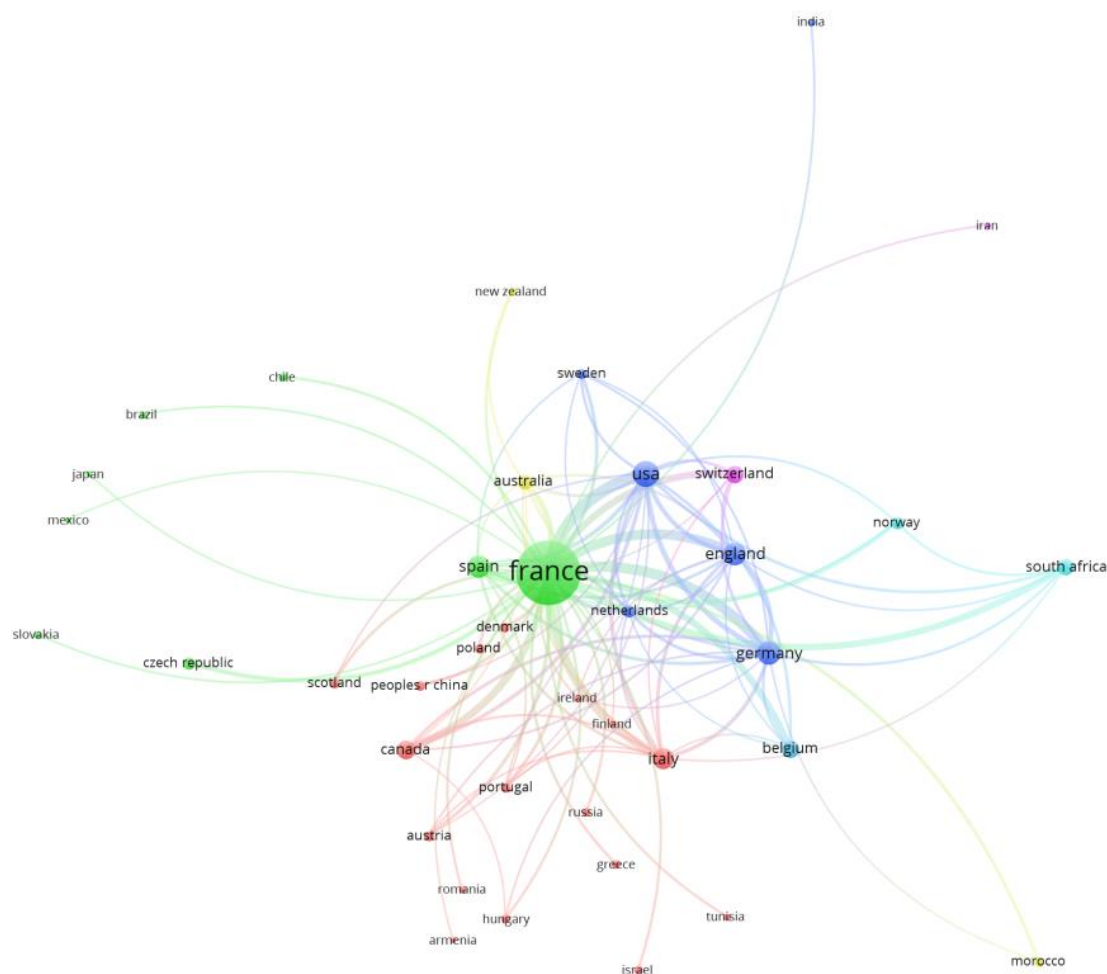 india
iran
new zealand
sweden
chile
brazil
japan
usa
switzerland
australia
mexico
norway
england
spain
france
south africa
netherlands
denmark
slovakia
poland
germany
czech republic
scotland
peoples r china
ireland
finland
canada
italy
belgium
portugal
russia
austria
greece
romania
hungary
tunisia
armenia
morocco
israel